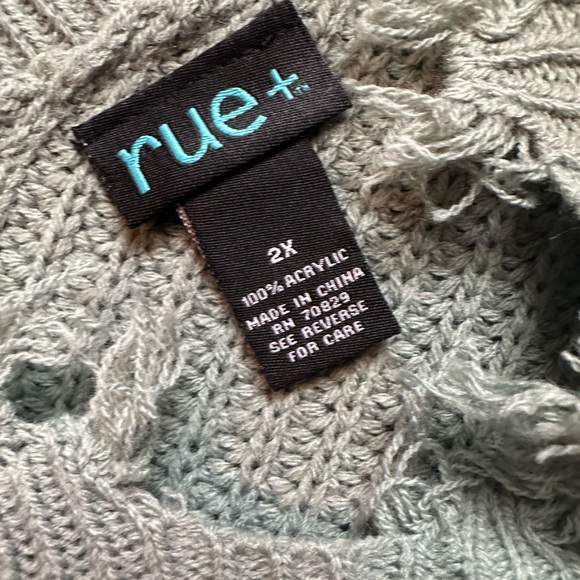 rue+™
2X
100% ACRYLIC
MADE IN CHINA
RN 70829
SEE REVERSE
FOR CARE